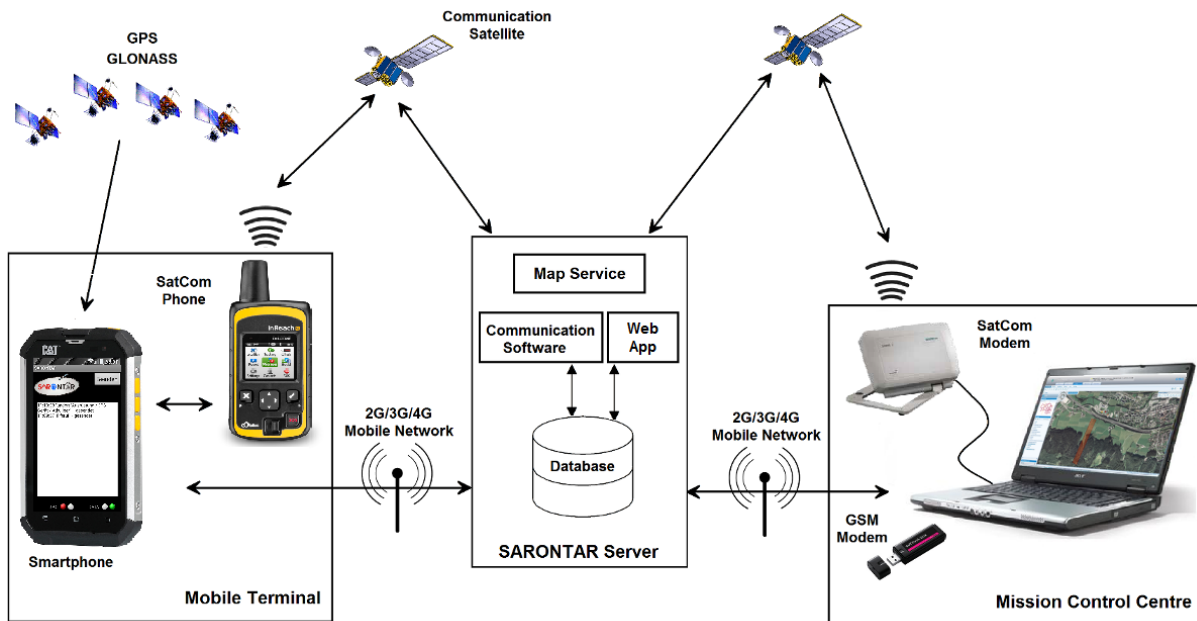 GPS
GLONASS
Communication
Satellite
SatCom
Phone
inReach
CAT
SARONTAR
Senden
Smartphone
Mobile Terminal
2G/3G/4G
Mobile Network
Map Service
Communication
Software
Web
App
Database
SARONTAR Server
2G/3G/4G
Mobile Network
SatCom
Modem
acer
GSM
Modem
Mission Control Centre